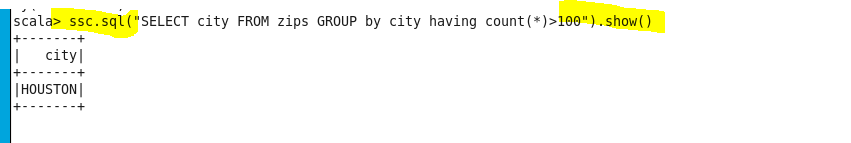 scala> ssc.sql("SELECT city FROM zips GROUP by city having count(*)>100").show()
+-------+
|   city|
+-------+
|HOUSTON|
+-------+